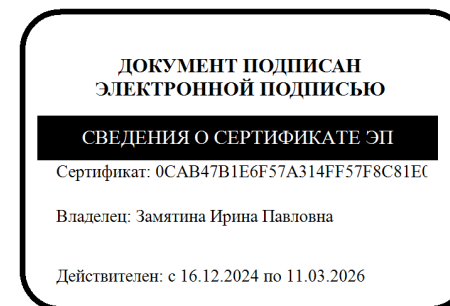 ДОКУМЕНТ ПОДПИСАН
ЭЛЕКТРОННОЙ ПОДПИСЬЮ
СВЕДЕНИЯ О СЕРТИФИКАТЕ ЭП
Сертификат: 0CAB47B1E6F57A314FF57F8C81E0
Владелец: Замятина Ирина Павловна
Действителен: с 16.12.2024 по 11.03.2026